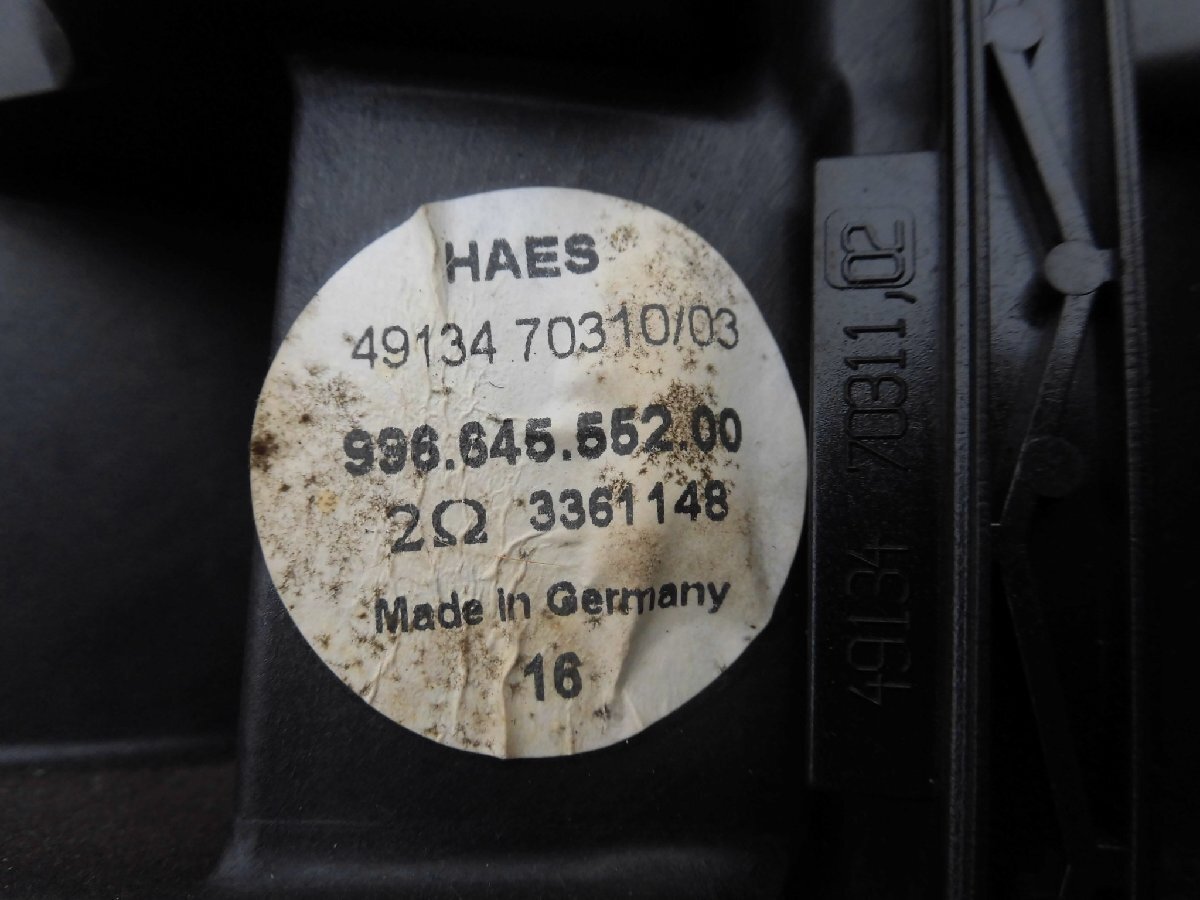 HAES
49134 70310/03
996.645.552.00
2Ω 3361148
Made in Germany
16
49134 70311,02